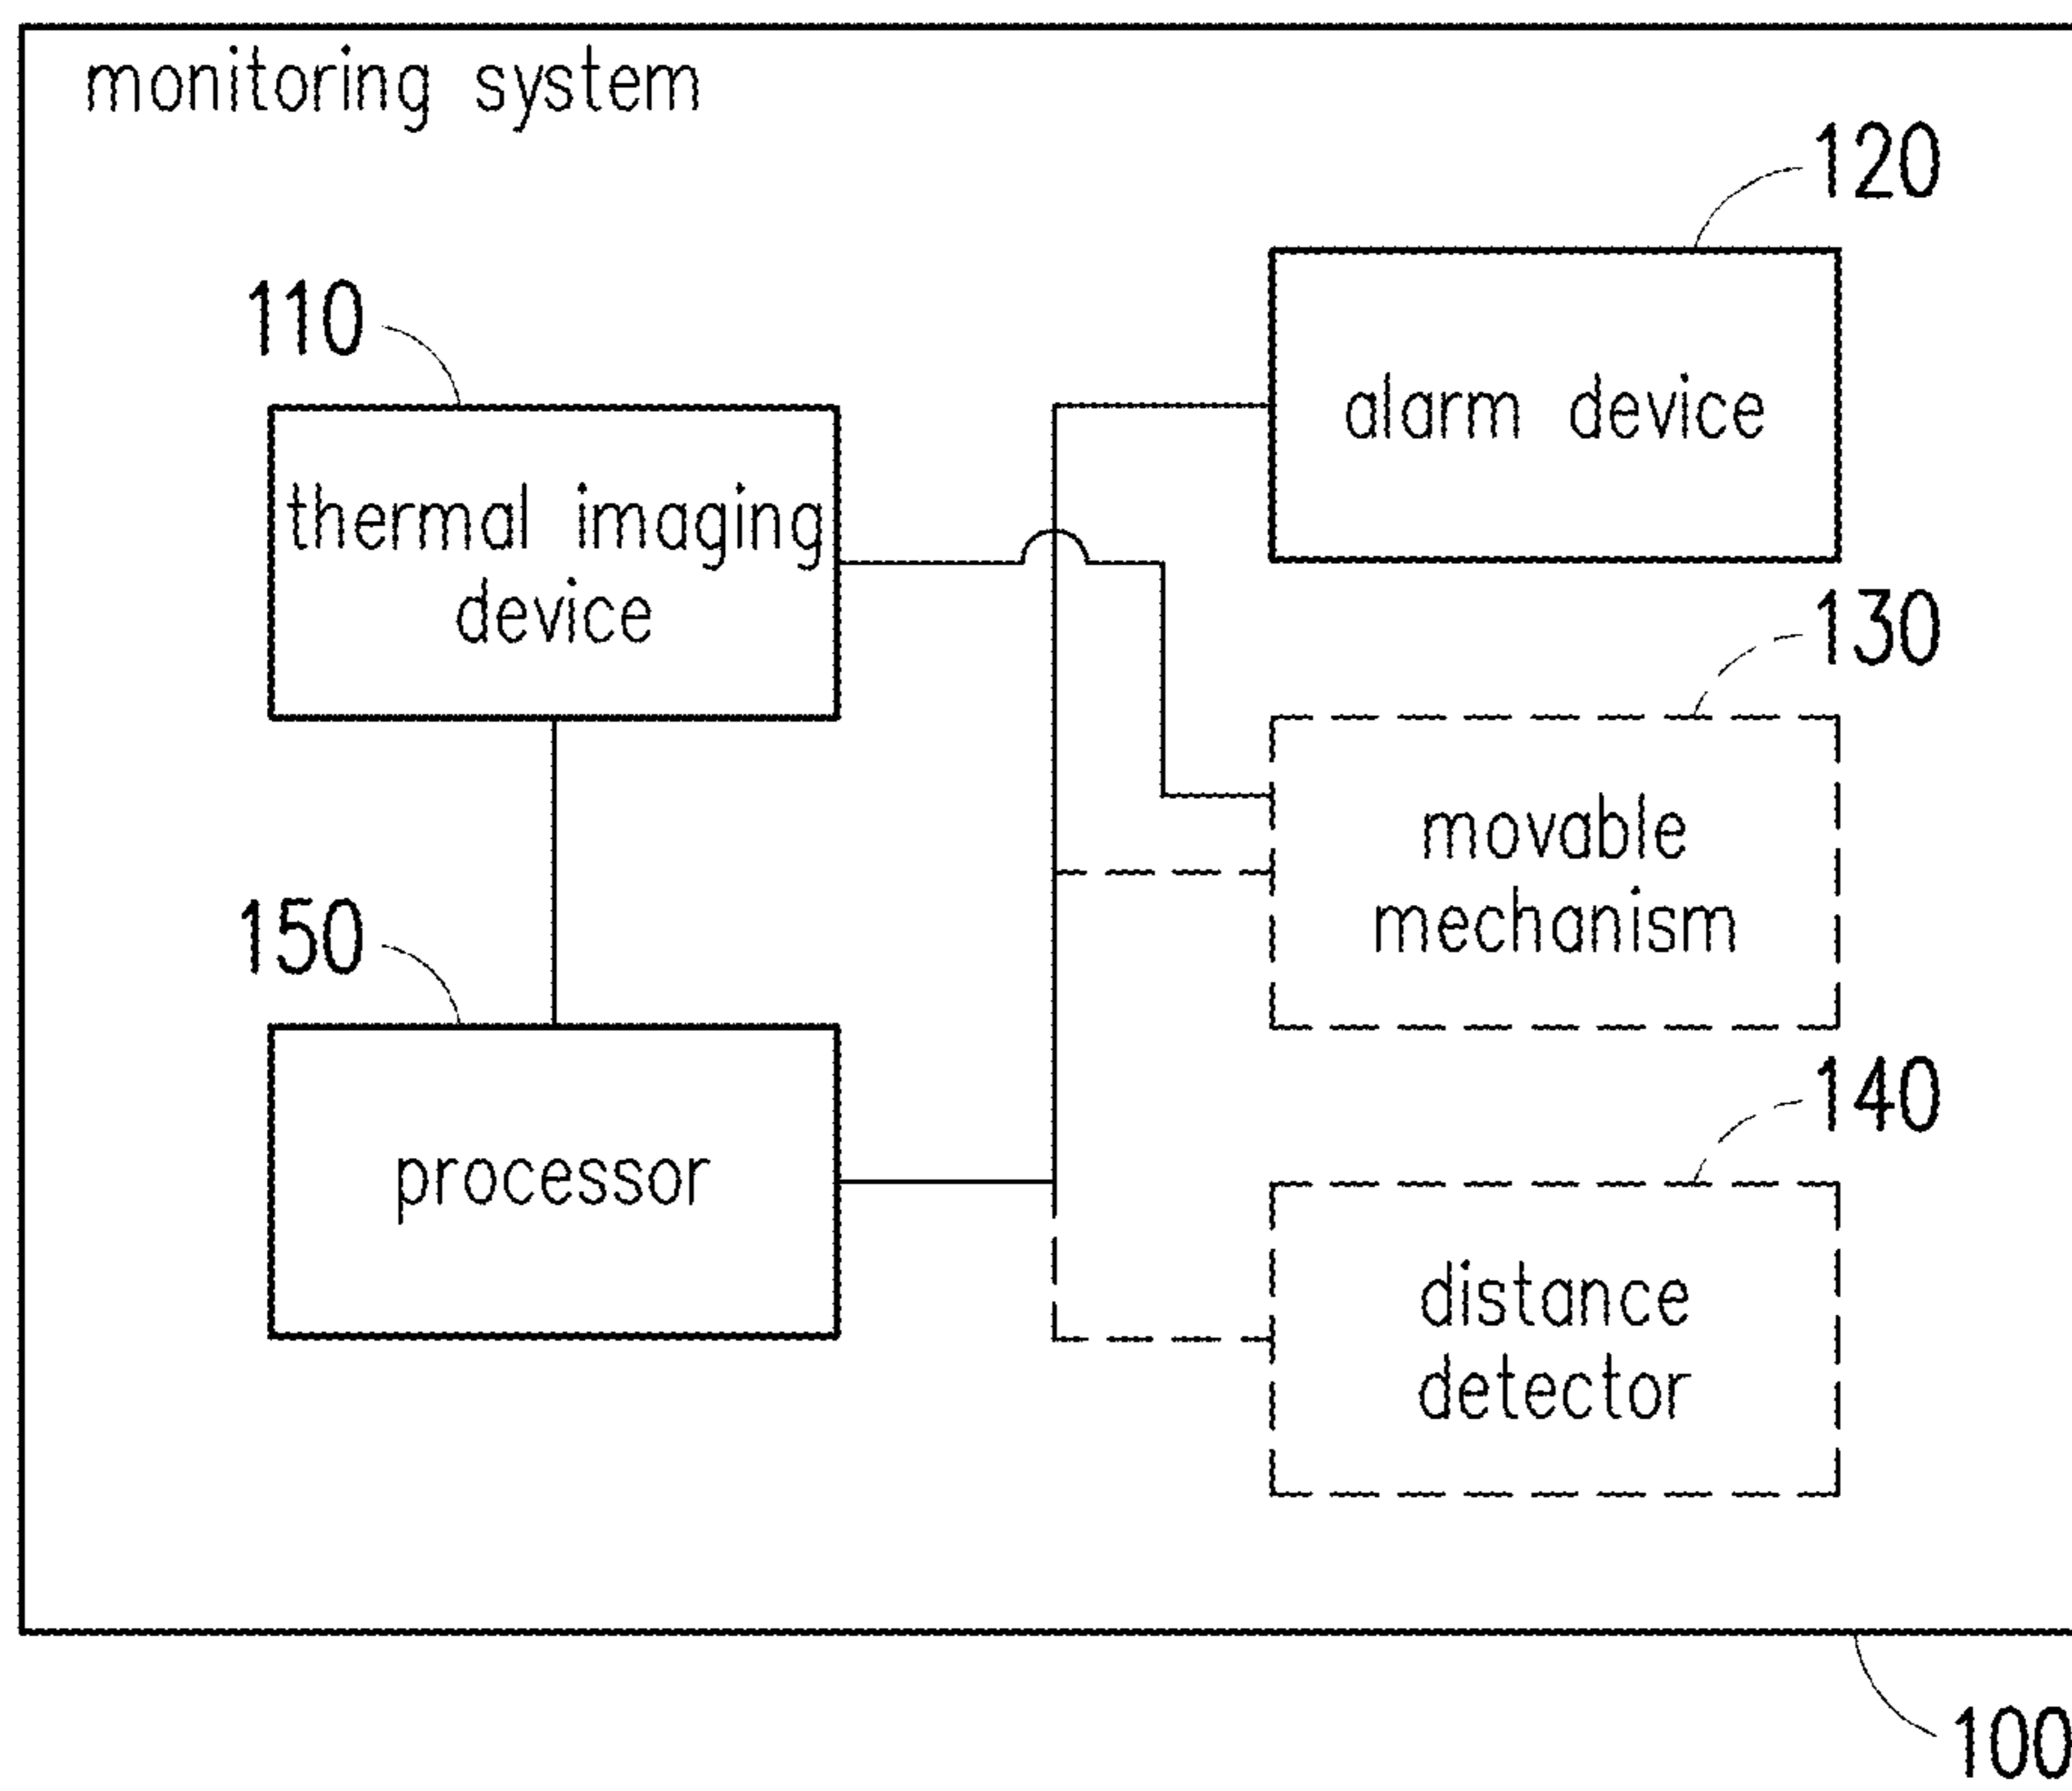 monitoring system
120
110
alarm device
thermal imaging
device
130
movable
mechanism
150
140
processor
distance
detector
100